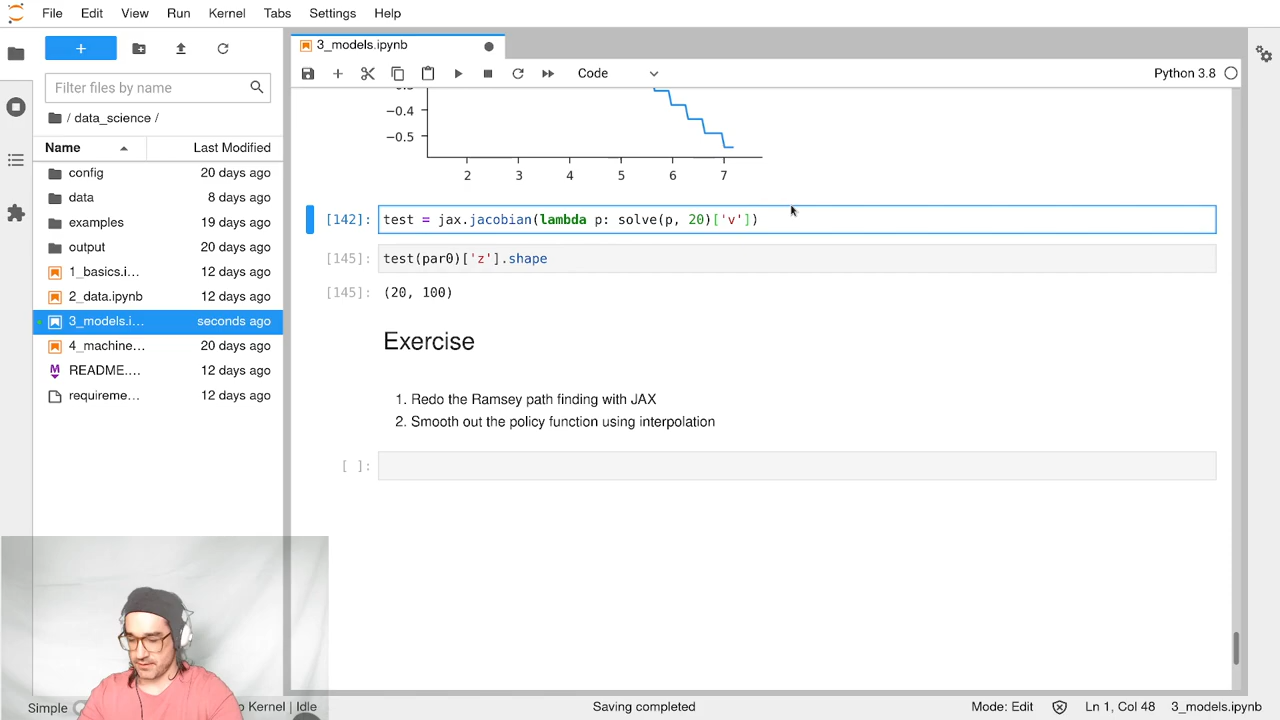 File Edit View Run Kernel Tabs Settings Help
3_models.ipynb
Code
Python 3.8
Filter files by name
/ data_science /
Name Last Modified
config 20 days ago
data 8 days ago
examples 19 days ago
output 20 days ago
1_basics.i... 12 days ago
2_data.ipynb 12 days ago
3_models.i... seconds ago
4_machine... 20 days ago
README.... 12 days ago
requireme... 12 days ago
−0.4
−0.5
2 3 4 5 6 7
[142]: test = jax.jacobian(lambda p: solve(p, 20)['v'])
[145]: test(par0)['z'].shape
[145]: (20, 100)
Exercise
1. Redo the Ramsey path finding with JAX
2. Smooth out the policy function using interpolation
[ ]:
Simple Kernel | Idle Saving completed Mode: Edit Ln 1, Col 48 3_models.ipynb